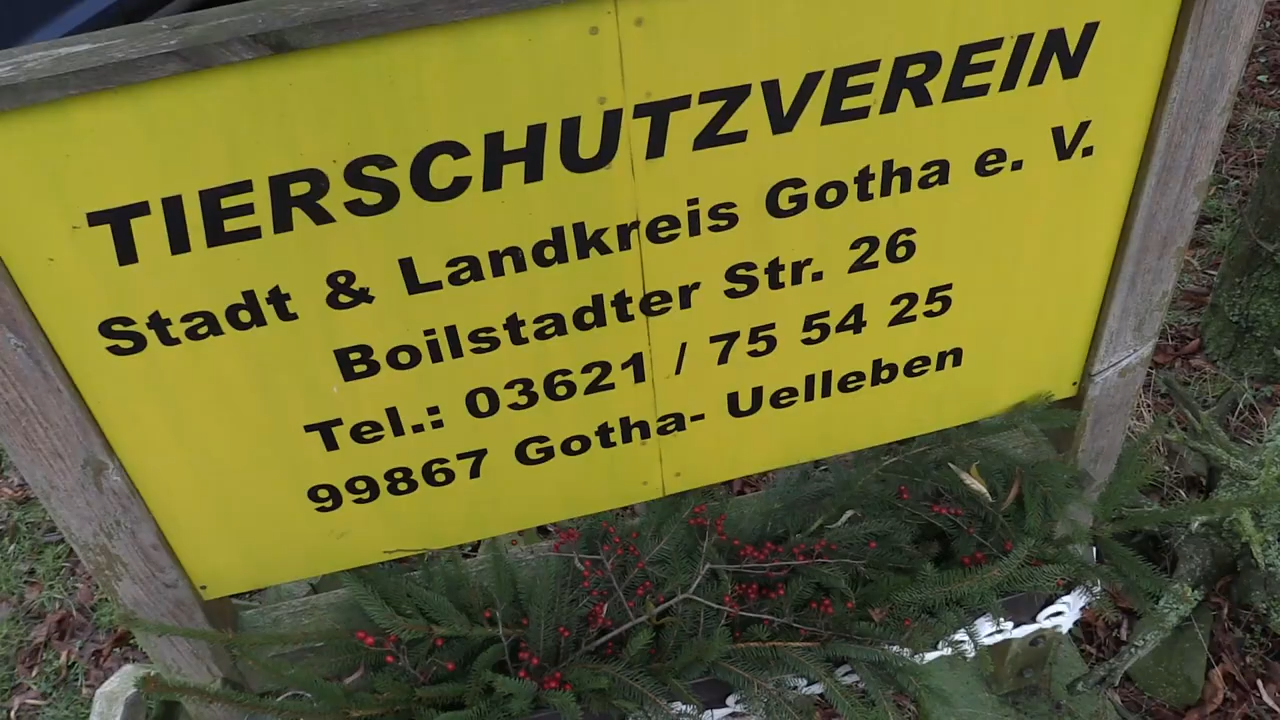 TIERSCHUTZVEREIN
Stadt & Landkreis Gotha e. V.
Boilstadter Str. 26
Tel.: 03621 / 75 54 25
99867 Gotha- Uelleben